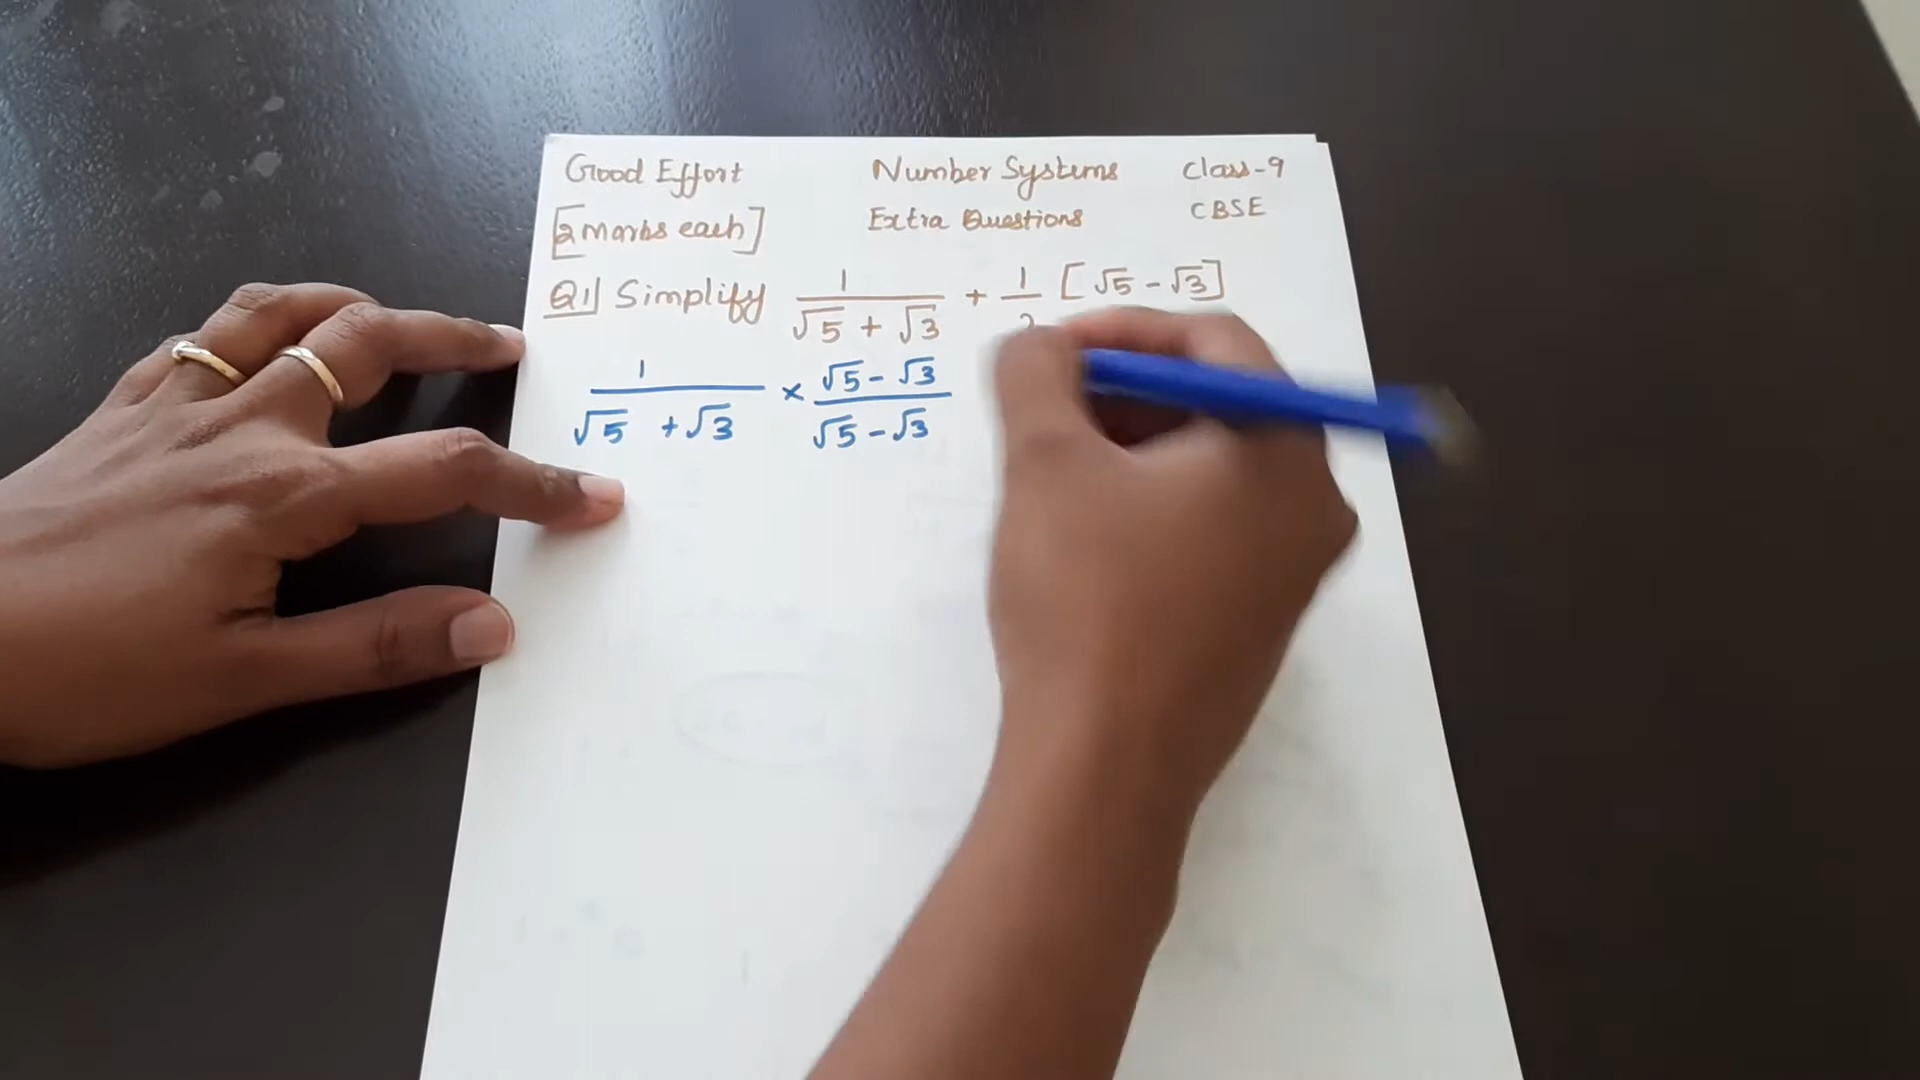 Good Effort Number Systems Class-9
[2 Marks each] Extra Questions CBSE
Q1] Simplify 1/(√5 + √3) + 1/2 [√5 - √3]
1/(√5 + √3) × (√5 - √3)/(√5 - √3)